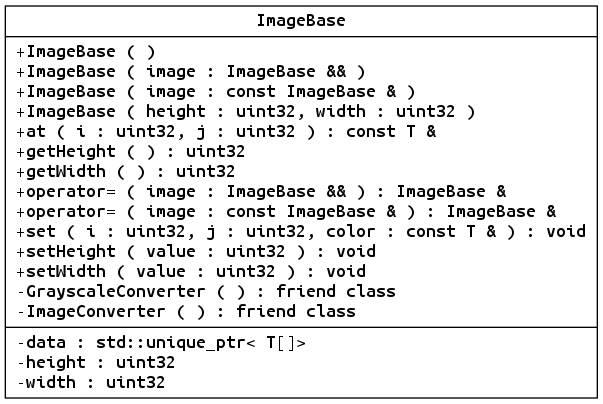 ImageBase
+ImageBase ( )
+ImageBase ( image : ImageBase && )
+ImageBase ( image : const ImageBase & )
+ImageBase ( height : uint32, width : uint32 )
+at ( i : uint32, j : uint32 ) : const T &
+getHeight ( ) : uint32
+getWidth ( ) : uint32
+operator= ( image : ImageBase && ) : ImageBase &
+operator= ( image : const ImageBase & ) : ImageBase &
+set ( i : uint32, j : uint32, color : const T & ) : void
+setHeight ( value : uint32 ) : void
+setWidth ( value : uint32 ) : void
-GrayscaleConverter ( ) : friend class
-ImageConverter ( ) : friend class
-data : std::unique_ptr< T[]>
-height : uint32
-width : uint32